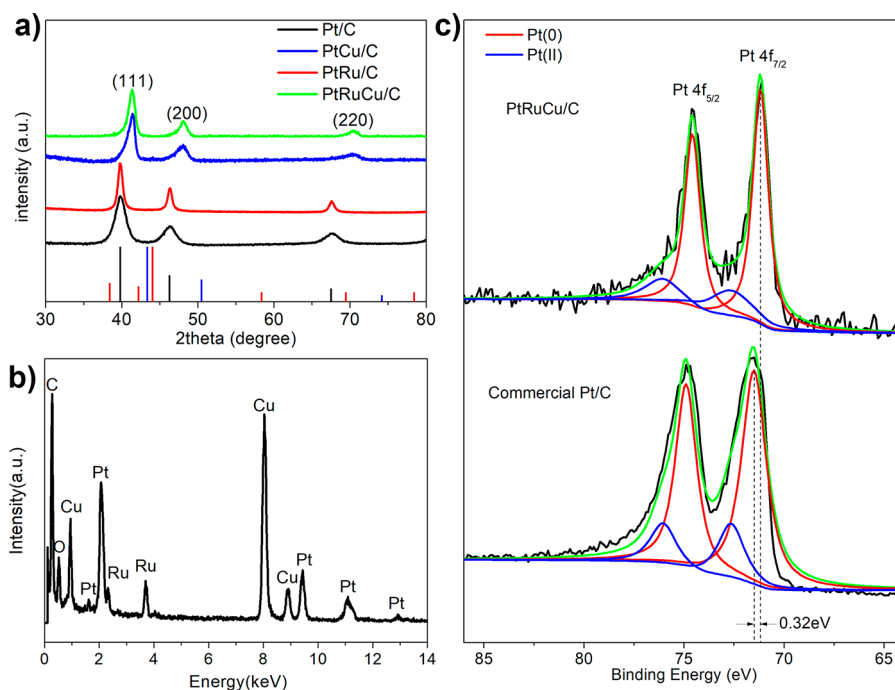 a)
Pt/C
PtCu/C
PtRu/C
PtRuCu/C
(111)
(200)
(220)
intensity (a.u.)
30 40 50 60 70 80
2theta (degree)
b)
C
O
Cu
Pt
Pt
Ru
Ru
Cu
Cu
Pt
Pt
Pt
Intensity(a.u.)
0 2 4 6 8 10 12 14
Energy(keV)
c)
Pt(0)
Pt(II)
Pt 4f5/2
Pt 4f7/2
PtRuCu/C
Commercial Pt/C
0.32eV
85 80 75 70 65
Binding Energy (eV)